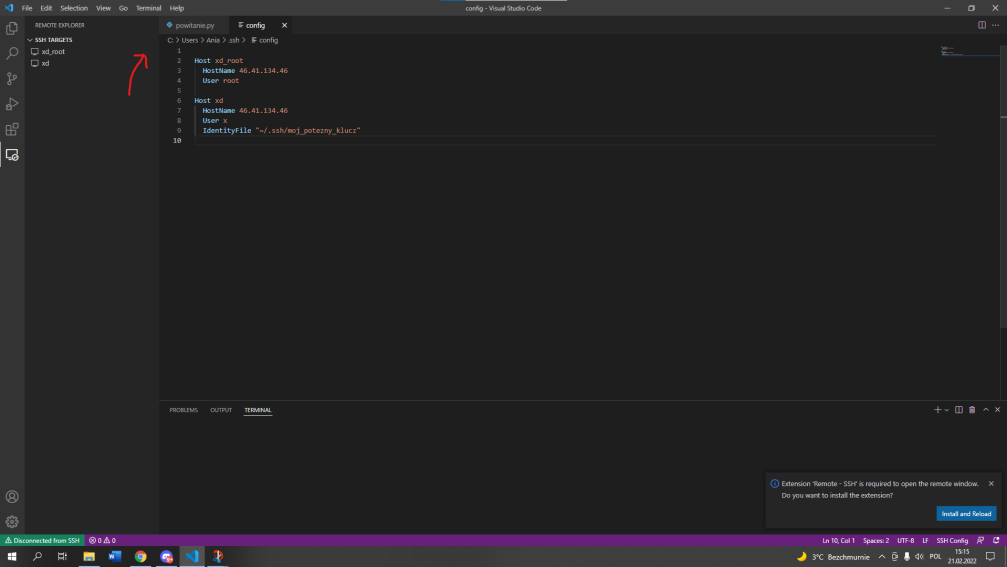 File Edit Selection View Go Terminal Help
config - Visual Studio Code
REMOTE EXPLORER
SSH TARGETS
xd_root
xd
powitanie.py
config
C: > Users > Ania > .ssh > config
1
2 Host xd_root
3 HostName 46.41.134.46
4 User root
5
6 Host xd
7 HostName 46.41.134.46
8 User x
9 IdentityFile "~/.ssh/moj_potezny_klucz"
10
PROBLEMS OUTPUT TERMINAL
Extension 'Remote - SSH' is required to open the remote window.
Do you want to install the extension?
Install and Reload
Disconnected from SSH 0 0
Ln 10, Col 1 Spaces: 2 UTF-8 LF SSH Config
3°C Bezchmurnie
POL
15:15
21.02.2022